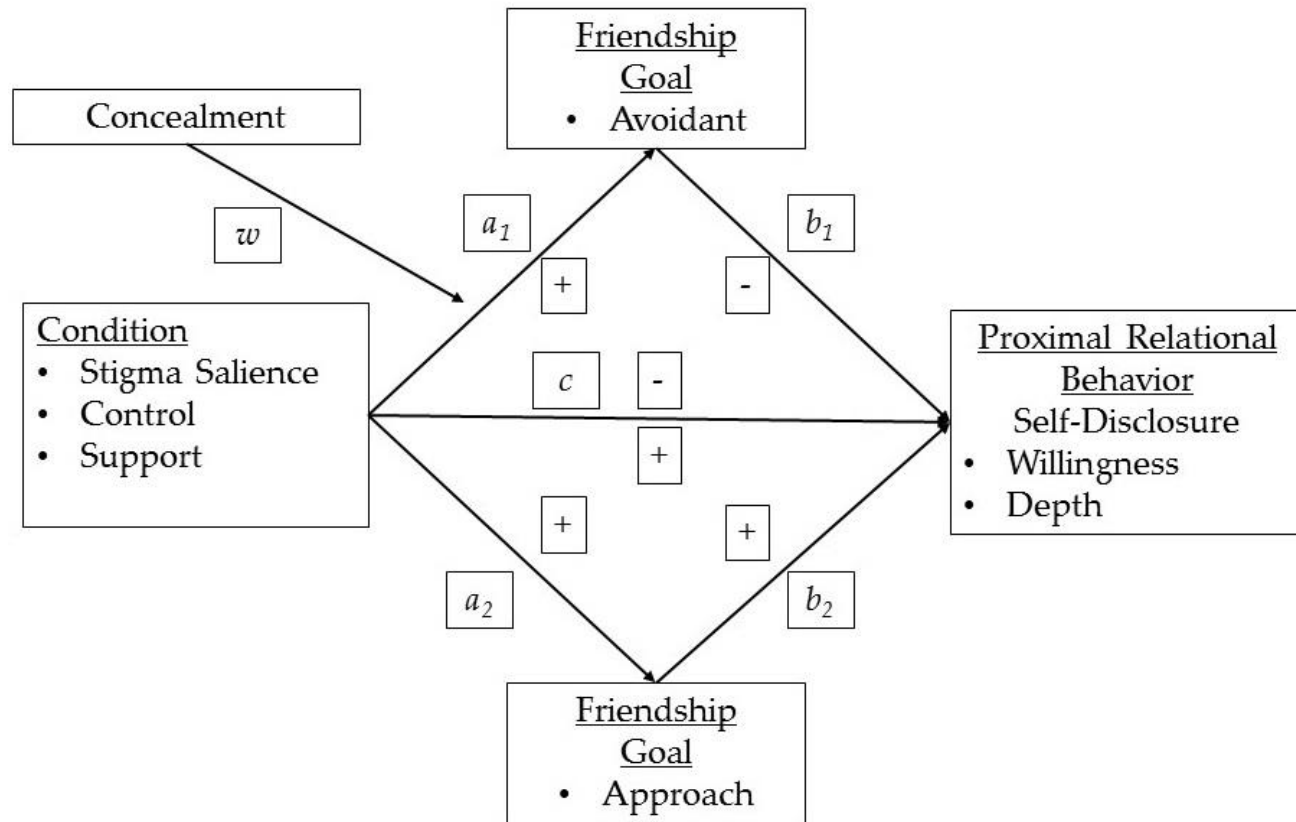 Friendship
Goal
• Avoidant
Concealment
w
a1
b1
+
-
Condition
• Stigma Salience
• Control
• Support
c
-
+
Proximal Relational
Behavior
Self-Disclosure
• Willingness
• Depth
+
+
a2
b2
Friendship
Goal
• Approach